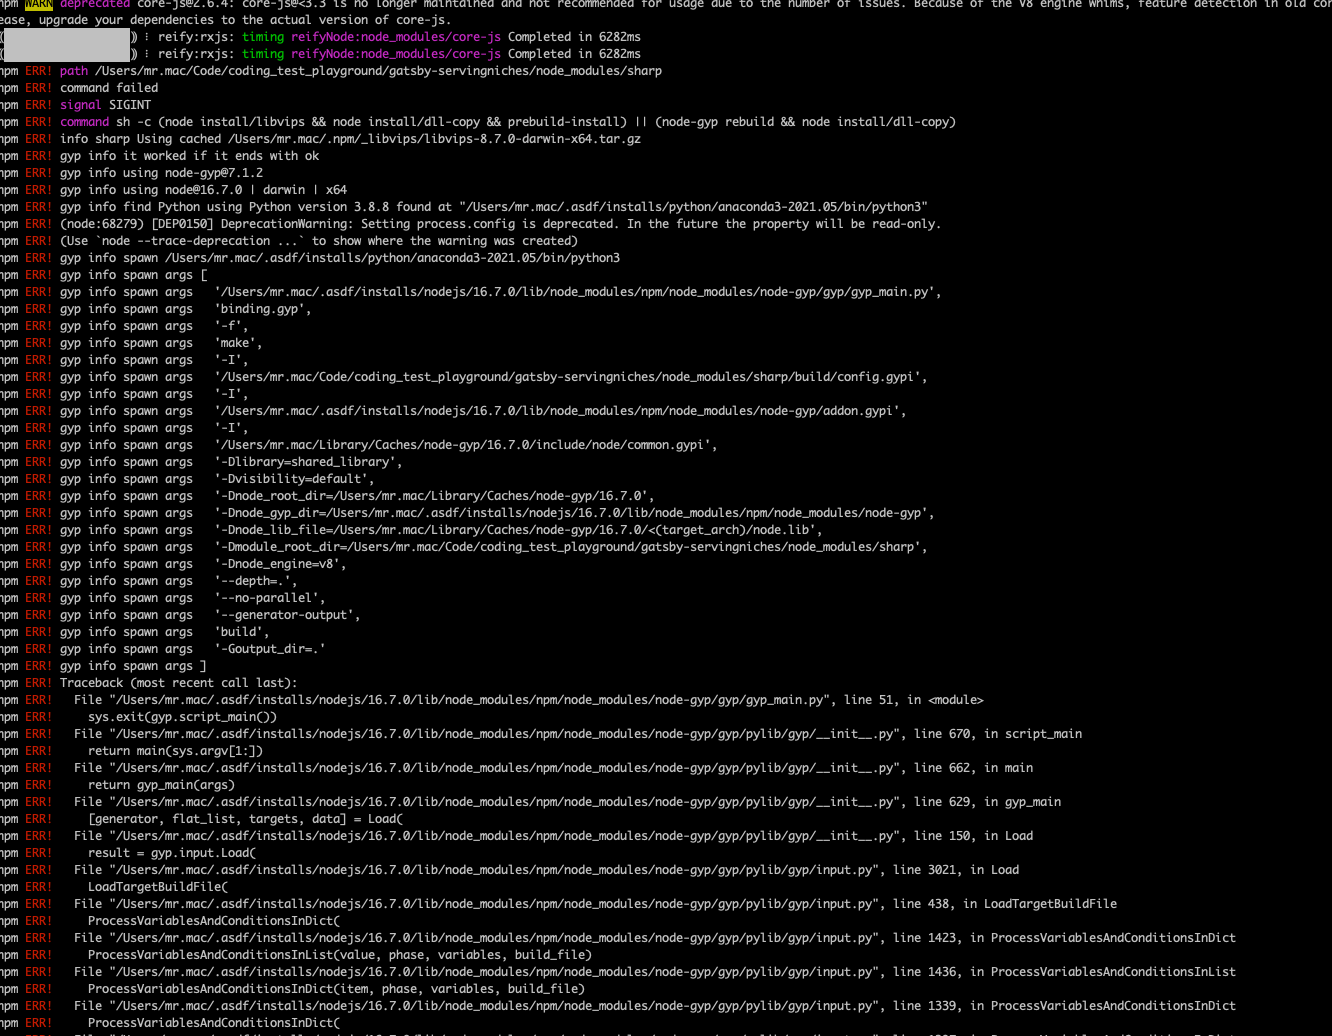 npm WARN deprecated core-js@2.6.4: core-js@<3.3 is no longer maintained and not recommended for usage due to the number of issues. Because of the V8 engine whims, feature detection in old cor
ease, upgrade your dependencies to the actual version of core-js.
⸩ ⠇ reify:rxjs: timing reifyNode:node_modules/core-js Completed in 6282ms
⸩ ⠇ reify:rxjs: timing reifyNode:node_modules/core-js Completed in 6282ms
npm ERR! path /Users/mr.mac/Code/coding_test_playground/gatsby-servingniches/node_modules/sharp
npm ERR! command failed
npm ERR! signal SIGINT
npm ERR! command sh -c (node install/libvips && node install/dll-copy && prebuild-install) || (node-gyp rebuild && node install/dll-copy)
npm ERR! info sharp Using cached /Users/mr.mac/.npm/_libvips/libvips-8.7.0-darwin-x64.tar.gz
npm ERR! gyp info it worked if it ends with ok
npm ERR! gyp info using node-gyp@7.1.2
npm ERR! gyp info using node@16.7.0 | darwin | x64
npm ERR! gyp info find Python using Python version 3.8.8 found at "/Users/mr.mac/.asdf/installs/python/anaconda3-2021.05/bin/python3"
npm ERR! (node:68279) [DEP0150] DeprecationWarning: Setting process.config is deprecated. In the future the property will be read-only.
npm ERR! (Use `node --trace-deprecation ...` to show where the warning was created)
npm ERR! gyp info spawn /Users/mr.mac/.asdf/installs/python/anaconda3-2021.05/bin/python3
npm ERR! gyp info spawn args [
npm ERR! gyp info spawn args   '/Users/mr.mac/.asdf/installs/nodejs/16.7.0/lib/node_modules/npm/node_modules/node-gyp/gyp/gyp_main.py',
npm ERR! gyp info spawn args   'binding.gyp',
npm ERR! gyp info spawn args   '-f',
npm ERR! gyp info spawn args   'make',
npm ERR! gyp info spawn args   '-I',
npm ERR! gyp info spawn args   '/Users/mr.mac/Code/coding_test_playground/gatsby-servingniches/node_modules/sharp/build/config.gypi',
npm ERR! gyp info spawn args   '-I',
npm ERR! gyp info spawn args   '/Users/mr.mac/.asdf/installs/nodejs/16.7.0/lib/node_modules/npm/node_modules/node-gyp/addon.gypi',
npm ERR! gyp info spawn args   '-I',
npm ERR! gyp info spawn args   '/Users/mr.mac/Library/Caches/node-gyp/16.7.0/include/node/common.gypi',
npm ERR! gyp info spawn args   '-Dlibrary=shared_library',
npm ERR! gyp info spawn args   '-Dvisibility=default',
npm ERR! gyp info spawn args   '-Dnode_root_dir=/Users/mr.mac/Library/Caches/node-gyp/16.7.0',
npm ERR! gyp info spawn args   '-Dnode_gyp_dir=/Users/mr.mac/.asdf/installs/nodejs/16.7.0/lib/node_modules/npm/node_modules/node-gyp',
npm ERR! gyp info spawn args   '-Dnode_lib_file=/Users/mr.mac/Library/Caches/node-gyp/16.7.0/<(target_arch)/node.lib',
npm ERR! gyp info spawn args   '-Dmodule_root_dir=/Users/mr.mac/Code/coding_test_playground/gatsby-servingniches/node_modules/sharp',
npm ERR! gyp info spawn args   '-Dnode_engine=v8',
npm ERR! gyp info spawn args   '--depth=.',
npm ERR! gyp info spawn args   '--no-parallel',
npm ERR! gyp info spawn args   '--generator-output',
npm ERR! gyp info spawn args   'build',
npm ERR! gyp info spawn args   '-Goutput_dir=.'
npm ERR! gyp info spawn args ]
npm ERR! Traceback (most recent call last):
npm ERR!   File "/Users/mr.mac/.asdf/installs/nodejs/16.7.0/lib/node_modules/npm/node_modules/node-gyp/gyp/gyp_main.py", line 51, in <module>
npm ERR!     sys.exit(gyp.script_main())
npm ERR!   File "/Users/mr.mac/.asdf/installs/nodejs/16.7.0/lib/node_modules/npm/node_modules/node-gyp/gyp/pylib/gyp/__init__.py", line 670, in script_main
npm ERR!     return main(sys.argv[1:])
npm ERR!   File "/Users/mr.mac/.asdf/installs/nodejs/16.7.0/lib/node_modules/npm/node_modules/node-gyp/gyp/pylib/gyp/__init__.py", line 662, in main
npm ERR!     return gyp_main(args)
npm ERR!   File "/Users/mr.mac/.asdf/installs/nodejs/16.7.0/lib/node_modules/npm/node_modules/node-gyp/gyp/pylib/gyp/__init__.py", line 629, in gyp_main
npm ERR!     [generator, flat_list, targets, data] = Load(
npm ERR!   File "/Users/mr.mac/.asdf/installs/nodejs/16.7.0/lib/node_modules/npm/node_modules/node-gyp/gyp/pylib/gyp/__init__.py", line 150, in Load
npm ERR!     result = gyp.input.Load(
npm ERR!   File "/Users/mr.mac/.asdf/installs/nodejs/16.7.0/lib/node_modules/npm/node_modules/node-gyp/gyp/pylib/gyp/input.py", line 3021, in Load
npm ERR!     LoadTargetBuildFile(
npm ERR!   File "/Users/mr.mac/.asdf/installs/nodejs/16.7.0/lib/node_modules/npm/node_modules/node-gyp/gyp/pylib/gyp/input.py", line 438, in LoadTargetBuildFile
npm ERR!     ProcessVariablesAndConditionsInDict(
npm ERR!   File "/Users/mr.mac/.asdf/installs/nodejs/16.7.0/lib/node_modules/npm/node_modules/node-gyp/gyp/pylib/gyp/input.py", line 1423, in ProcessVariablesAndConditionsInDict
npm ERR!     ProcessVariablesAndConditionsInList(value, phase, variables, build_file)
npm ERR!   File "/Users/mr.mac/.asdf/installs/nodejs/16.7.0/lib/node_modules/npm/node_modules/node-gyp/gyp/pylib/gyp/input.py", line 1436, in ProcessVariablesAndConditionsInList
npm ERR!     ProcessVariablesAndConditionsInDict(item, phase, variables, build_file)
npm ERR!   File "/Users/mr.mac/.asdf/installs/nodejs/16.7.0/lib/node_modules/npm/node_modules/node-gyp/gyp/pylib/gyp/input.py", line 1339, in ProcessVariablesAndConditionsInDict
npm ERR!     ProcessVariablesAndConditionsInDict(